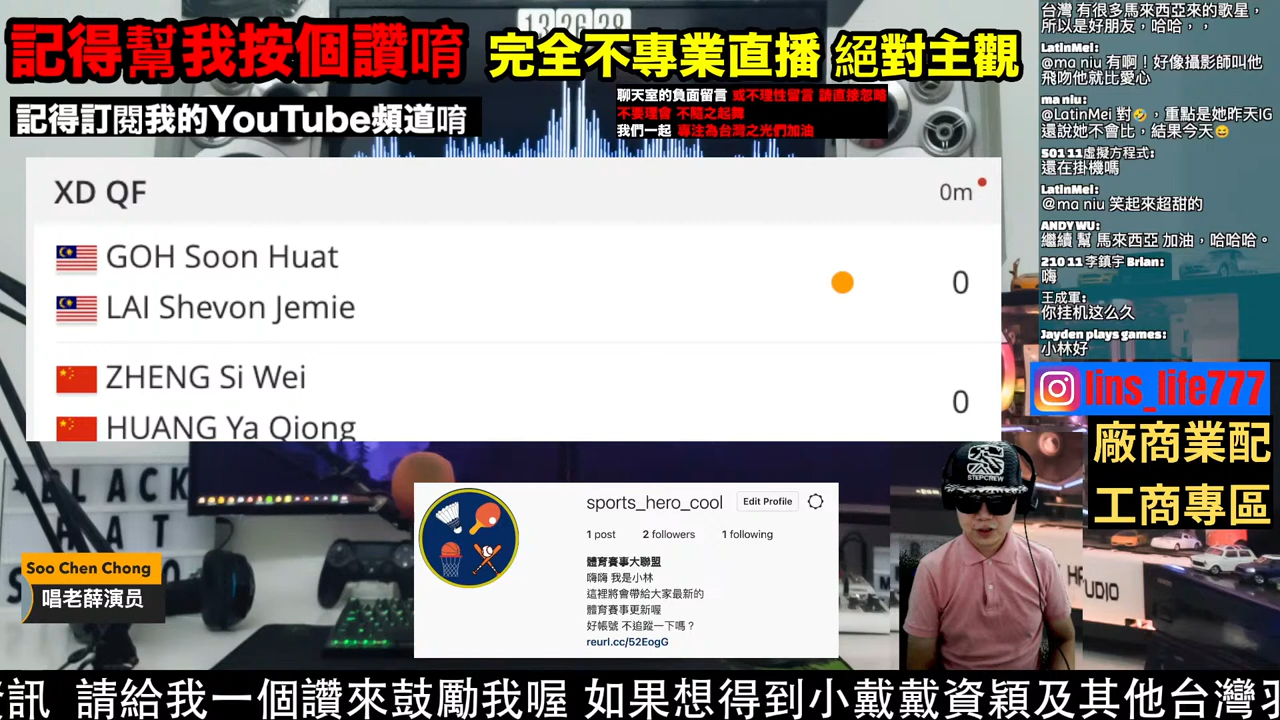 13 26 28
記得幫我按個讚唷
完全不專業直播 絕對主觀
記得訂閱我的YouTube頻道唷
聊天室的負面留言 或不理性留言 請直接忽略
不要理會 不隨之起舞
我們一起 專注為台灣之光們加油
XD QF
0m
GOH Soon Huat
LAI Shevon Jemie
0
ZHENG Si Wei
HUANG Ya Qiong
0
台灣 有很多馬來西亞來的歌星，
所以是好朋友，哈哈，，
LatinMei:
@ma niu 有啊！好像攝影師叫他
飛吻他就比愛心
ma niu:
@LatinMei 對🤣，重點是她昨天IG
還說她不會比，結果今天😅
501 11虛擬方程式:
還在掛機嗎
LatinMei:
@ma niu 笑起來超甜的
ANDY WU:
繼續 幫 馬來西亞 加油，哈哈哈。
210 11 李鎮宇 Brian:
嗨
王成軍:
你挂机这么久
Jayden plays games:
小林好
lins_life777
廠商業配
工商專區
BLACK
HAT
STEPCREW
sports_hero_cool
Edit Profile
1 post 2 followers 1 following
體育賽事大聯盟
嗨嗨 我是小林
這裡將會帶給大家最新的
體育賽事更新喔
好帳號 不追蹤一下嗎？
reurl.cc/52EogG
Soo Chen Chong
唱老薛演员
資訊 請給我一個讚來鼓勵我喔 如果想得到小戴戴資穎及其他台灣羽